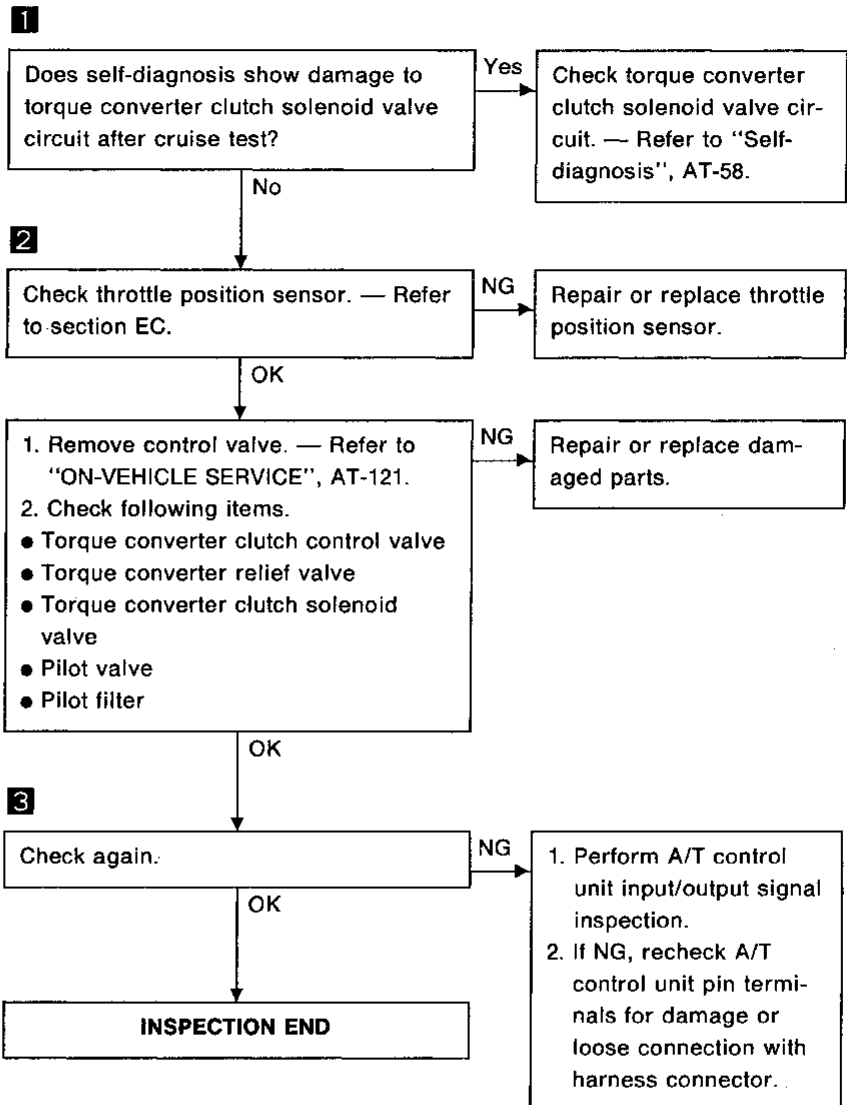 1
Does self-diagnosis show damage to
torque converter clutch solenoid valve
circuit after cruise test?
Yes
Check torque converter
clutch solenoid valve cir-
cuit. — Refer to “Self-
diagnosis”, AT-58.
No
2
Check throttle position sensor. — Refer
to section EC.
NG
Repair or replace throttle
position sensor.
OK
1. Remove control valve. — Refer to
“ON-VEHICLE SERVICE”, AT-121.
2. Check following items.
● Torque converter clutch control valve
● Torque converter relief valve
● Torque converter clutch solenoid
valve
● Pilot valve
● Pilot filter
NG
Repair or replace dam-
aged parts.
OK
3
Check again.
NG
1. Perform A/T control
unit input/output signal
inspection.
2. If NG, recheck A/T
control unit pin termi-
nals for damage or
loose connection with
harness connector.
OK
INSPECTION END